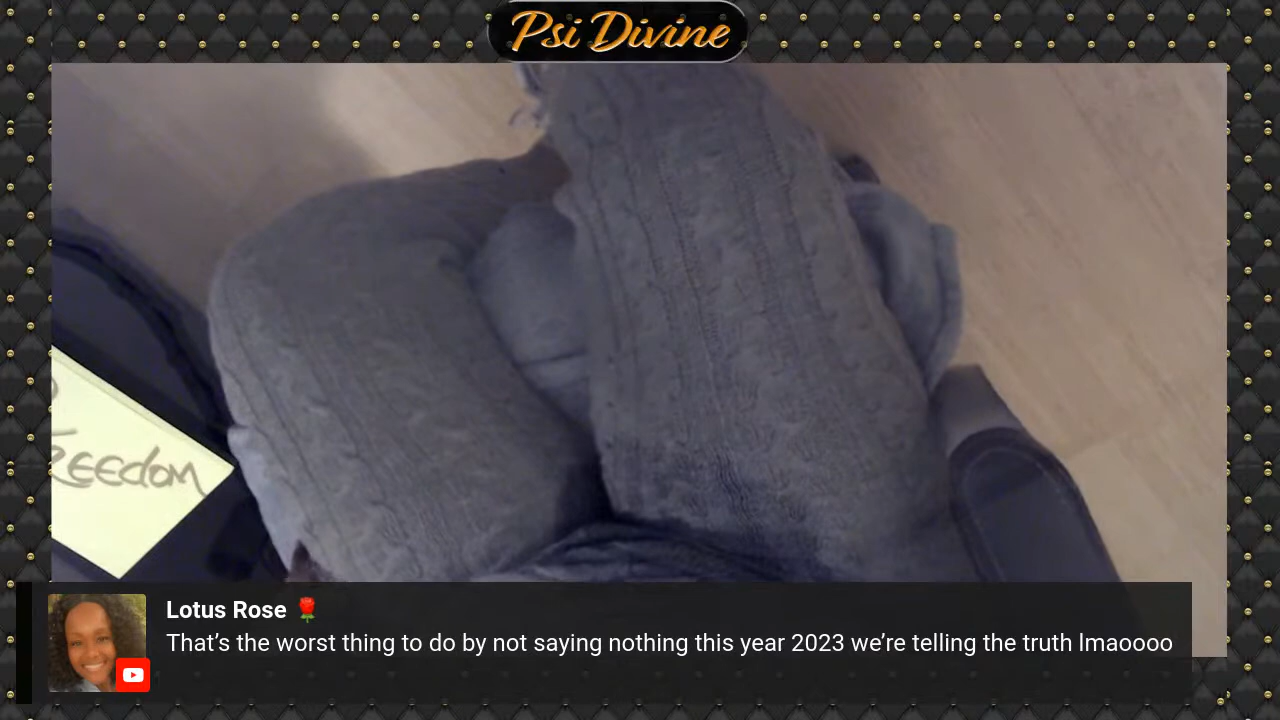 Psi Divine
REEDOM
Lotus Rose 🌹
That’s the worst thing to do by not saying nothing this year 2023 we’re telling the truth lmaoooo